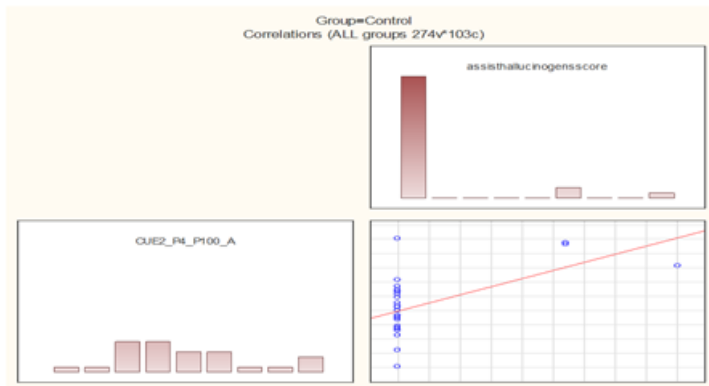 Group=Control
Correlations (ALL groups 274v*103c)
assisthallucinogensscore
CUE2_P4_P100_A